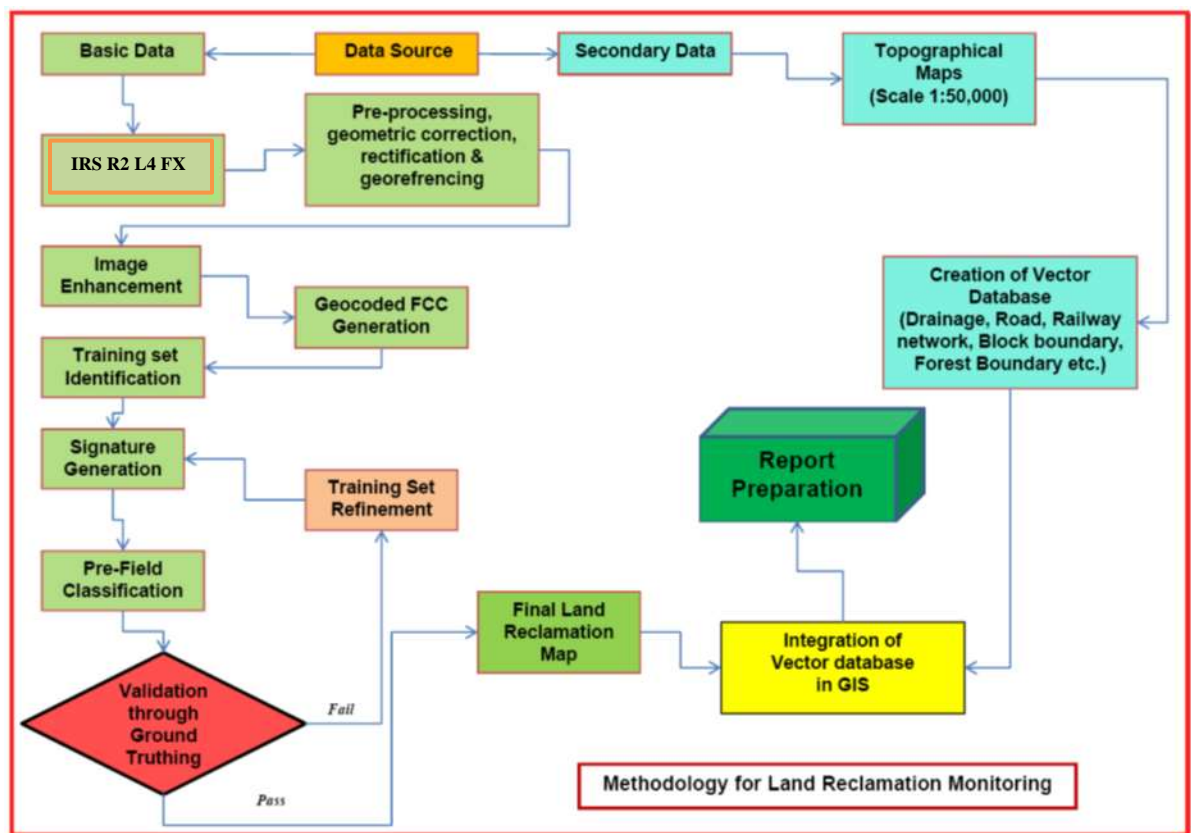 Basic Data
Data Source
Secondary Data
Topographical
Maps
(Scale 1:50,000)
IRS R2 L4 FX
Pre-processing,
geometric correction,
rectification &
georefrencing
Image
Enhancement
Geocoded FCC
Generation
Creation of Vector
Database
(Drainage, Road, Railway
network, Block boundary,
Forest Boundary etc.)
Training set
Identification
Signature
Generation
Training Set
Refinement
Report
Preparation
Pre-Field
Classification
Final Land
Reclamation
Map
Integration of
Vector database
in GIS
Validation
through
Ground
Truthing
Fail
Pass
Methodology for Land Reclamation Monitoring